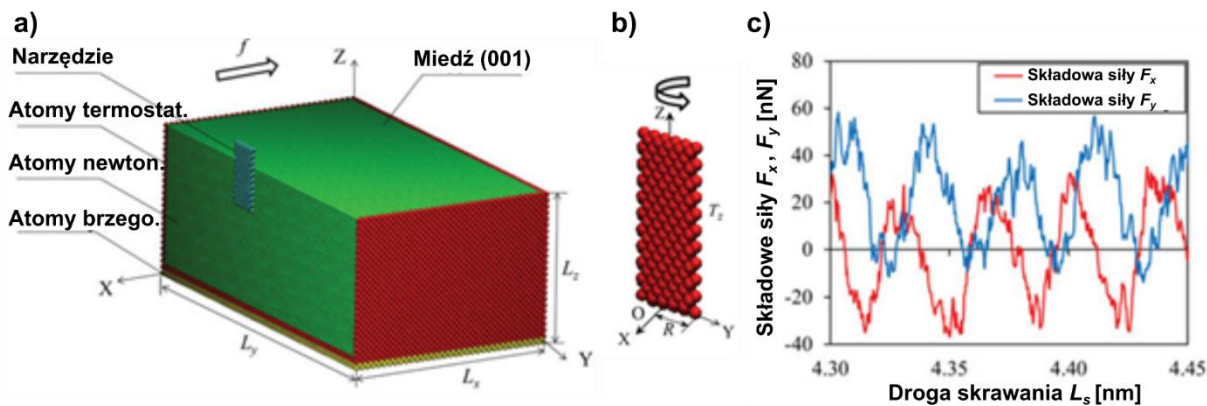 a)
Narzędzie
Atomy termostat.
Atomy newton.
Atomy brzego.
f
Z
Miedź (001)
X
Y
L_y
L_x
L_z
b)
Z
T_z
O
X
R
Y
c)
Składowa siły F_x
Składowa siły F_y
Składowe siły F_x, F_y [nN]
80
60
40
20
0
-20
-40
4.30
4.35
4.40
4.45
Droga skrawania L_s [nm]